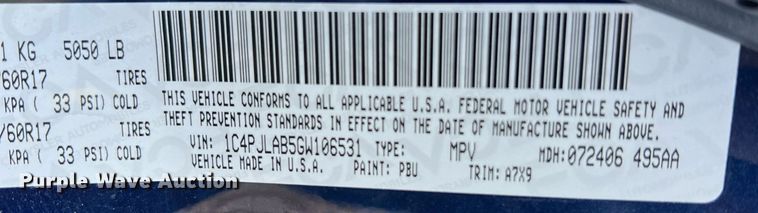 1 KG 5050 LB
/60R17 TIRES
KPA ( 33 PSI) COLD
/60R17 TIRES
KPA ( 33 PSI) COLD
THIS VEHICLE CONFORMS TO ALL APPLICABLE U.S.A. FEDERAL MOTOR VEHICLE SAFETY AND
THEFT PREVENTION STANDARDS IN EFFECT ON THE DATE OF MANUFACTURE SHOWN ABOVE.
VIN: 1C4PJLAB5GW106531 TYPE: MPV MDH: 072406 495AA
VEHICLE MADE IN U.S.A. PAINT: PBU TRIM: A7X9
Purple Wave Auction